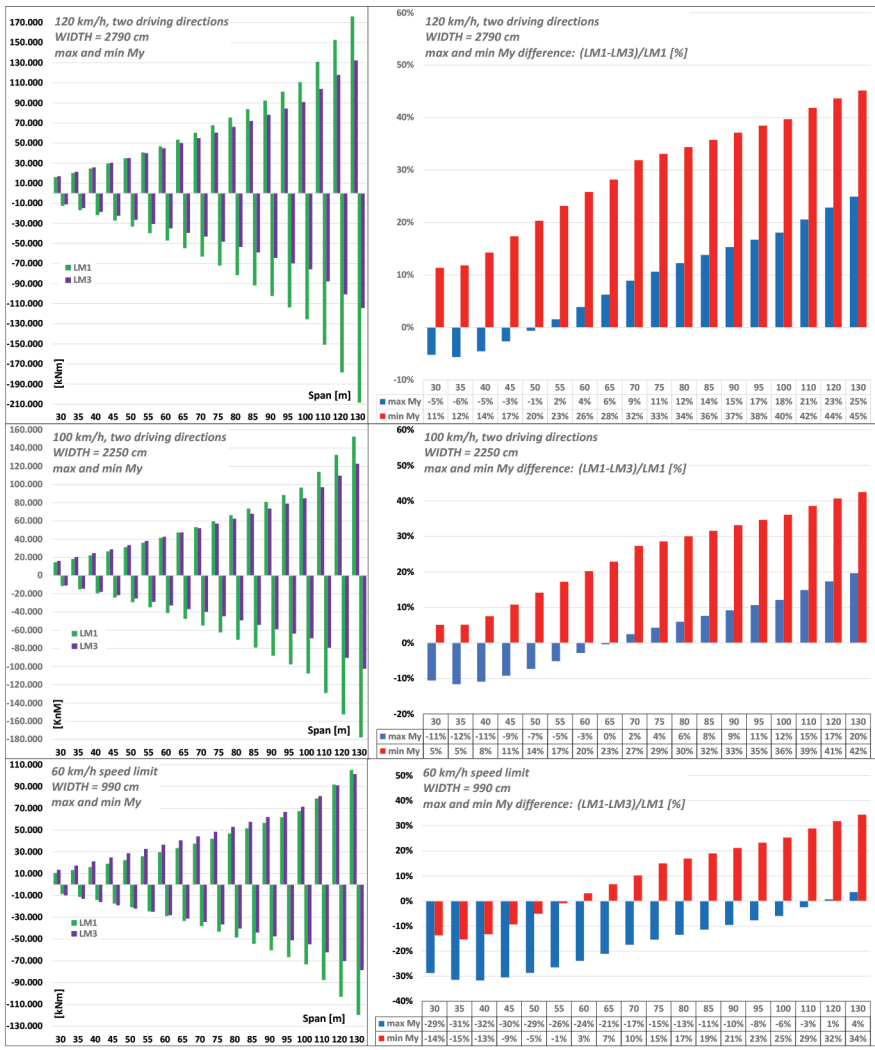 120 km/h, two driving directions
WIDTH = 2790 cm
max and min My
170.000
150.000
130.000
110.000
90.000
70.000
50.000
30.000
10.000
-10.000
-30.000
-50.000
-70.000
-90.000
-110.000
-130.000
-150.000
-170.000
-190.000
-210.000
LM1
LM3
[kNm]
Span [m]
30 35 40 45 50 55 60 65 70 75 80 85 90 95 100 110 120 130
120 km/h, two driving directions
WIDTH = 2790 cm
max and min My difference: (LM1-LM3)/LM1 [%]
60%
50%
40%
30%
20%
10%
0%
-10%
30 35 40 45 50 55 60 65 70 75 80 85 90 95 100 110 120 130
max My -5% -6% -5% -3% -1% 2% 4% 6% 9% 11% 12% 14% 15% 17% 18% 21% 23% 25%
min My 11% 12% 14% 17% 20% 23% 26% 28% 32% 33% 34% 36% 37% 38% 40% 42% 44% 45%
100 km/h, two driving directions
WIDTH = 2250 cm
max and min My
160.000
140.000
120.000
100.000
80.000
60.000
40.000
20.000
0
-20.000
-40.000
-60.000
-80.000
-100.000
-120.000
-140.000
-160.000
-180.000
LM1
LM3
[KnM]
Span [m]
30 35 40 45 50 55 60 65 70 75 80 85 90 95 100 110 120 130
100 km/h, two driving directions
WIDTH = 2250 cm
max and min My difference: (LM1-LM3)/LM1 [%]
60%
50%
40%
30%
20%
10%
0%
-10%
20%
30 35 40 45 50 55 60 65 70 75 80 85 90 95 100 110 120 130
max My -11% -12% -11% -9% -7% -5% -3% 0% 2% 4% 6% 8% 9% 11% 12% 15% 17% 20%
min My 5% 5% 8% 11% 14% 17% 20% 23% 27% 29% 30% 32% 33% 35% 36% 39% 41% 42%
60 km/h speed limit
WIDTH = 990 cm
max and min My
110.000
90.000
70.000
50.000
30.000
10.000
-10.000
-30.000
-50.000
-70.000
-90.000
-110.000
-130.000
LM1
LM3
[kNm]
Span [m]
30 35 40 45 50 55 60 65 70 75 80 85 90 95 100 110 120 130
60 km/h speed limit
WIDTH = 990 cm
max and min My difference: (LM1-LM3)/LM1 [%]
50%
40%
30%
20%
10%
0%
-10%
-20%
-30%
-40%
30 35 40 45 50 55 60 65 70 75 80 85 90 95 100 110 120 130
max My -29% -31% -32% -30% -29% -26% -24% -21% -17% -15% -13% -11% -10% -8% -6% -3% 1% 4%
min My -14% -15% -13% -9% -5% -1% 3% 7% 10% 15% 17% 19% 21% 23% 25% 29% 32% 34%